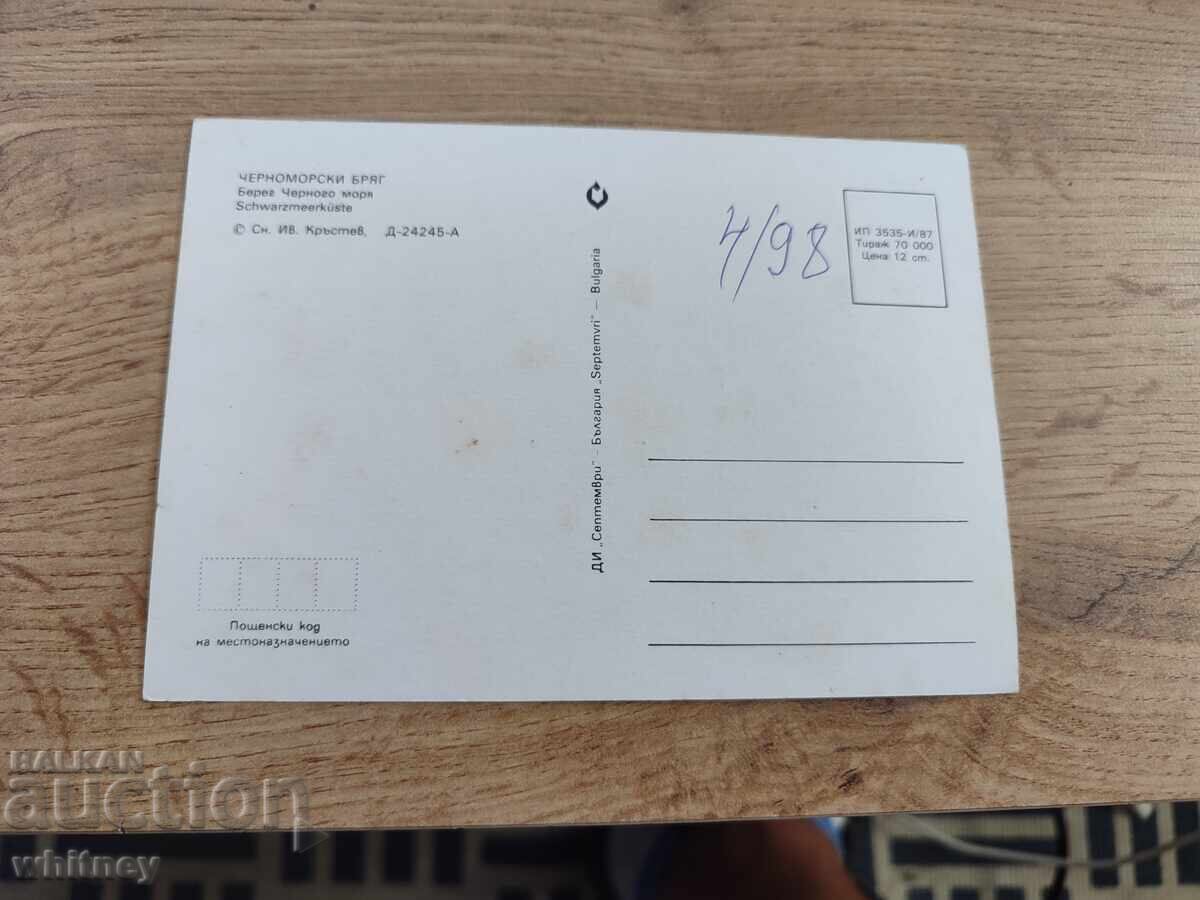 ЧЕРНОМОРСКИ БРЯГ
Берег Черного моря
Schwarzmeerküste
© Сн. Ив. Кръстев, Д-24245-А
ДИ „Септември" - България „Septemvri" — Bulgaria
4/98
ИП 3535-И/87
Тираж 70 000
Цена 12 ст.
Пощенски код
на местоназначението
BALKAN
auction
whitney